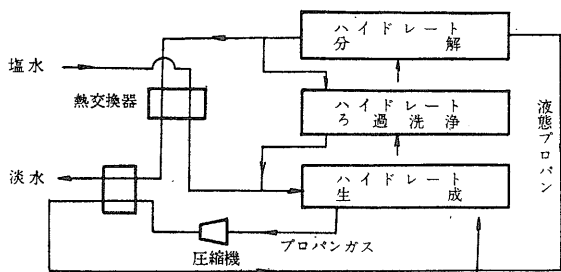 ハイドレート
分解
塩水
熱交換器
ハイドレート
ろ過洗浄
液態プロパン
淡水
ハイドレート
生成
圧縮機
プロパンガス